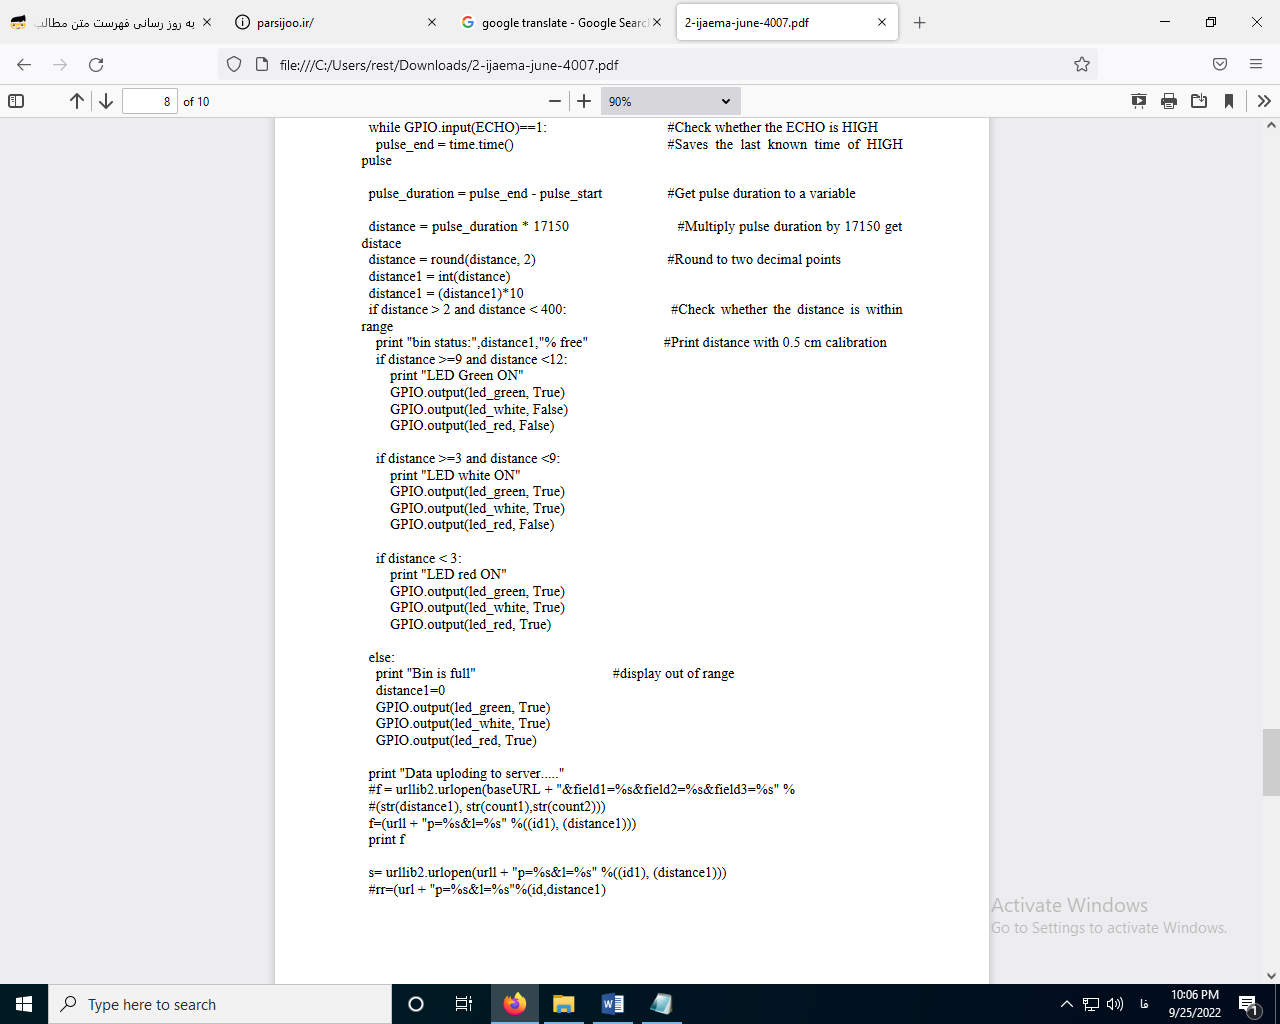 به روز رسانی فهرست متن مطالب
parsijoo.ir/
google translate - Google Searc
2-ijaema-june-4007.pdf
file:///C:/Users/rest/Downloads/2-ijaema-june-4007.pdf
8 of 10
90%
while GPIO.input(ECHO)==1: #Check whether the ECHO is HIGH
pulse_end = time.time() #Saves the last known time of HIGH
pulse
pulse_duration = pulse_end - pulse_start #Get pulse duration to a variable
distance = pulse_duration * 17150 #Multiply pulse duration by 17150 get
distace
distance = round(distance, 2) #Round to two decimal points
distance1 = int(distance)
distance1 = (distance1)*10
if distance > 2 and distance < 400: #Check whether the distance is within
range
print "bin status:",distance1,"% free" #Print distance with 0.5 cm calibration
if distance >=9 and distance <12:
print "LED Green ON"
GPIO.output(led_green, True)
GPIO.output(led_white, False)
GPIO.output(led_red, False)
if distance >=3 and distance <9:
print "LED white ON"
GPIO.output(led_green, True)
GPIO.output(led_white, True)
GPIO.output(led_red, False)
if distance < 3:
print "LED red ON"
GPIO.output(led_green, True)
GPIO.output(led_white, True)
GPIO.output(led_red, True)
else:
print "Bin is full" #display out of range
distance1=0
GPIO.output(led_green, True)
GPIO.output(led_white, True)
GPIO.output(led_red, True)
print "Data uploding to server....."
#f = urllib2.urlopen(baseURL + "&field1=%s&field2=%s&field3=%s" %
#(str(distance1), str(count1),str(count2)))
f=(urll + "p=%s&l=%s" %((id1), (distance1)))
print f
s= urllib2.urlopen(urll + "p=%s&l=%s" %((id1), (distance1)))
#rr=(url + "p=%s&l=%s"%(id,distance1)
Activate Windows
Go to Settings to activate Windows.
Type here to search
فا
10:06 PM
9/25/2022
1